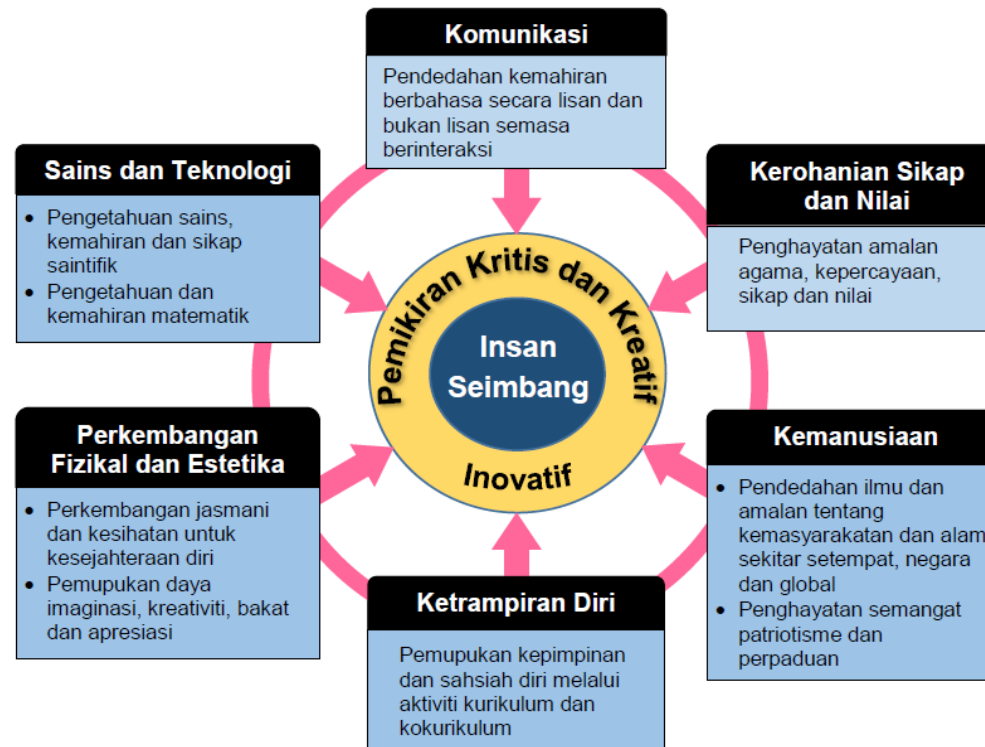 Komunikasi
Pendedahan kemahiran
berbahasa secara lisan dan
bukan lisan semasa
berinteraksi
Sains dan Teknologi
• Pengetahuan sains,
kemahiran dan sikap
saintifik
• Pengetahuan dan
kemahiran matematik
Kerohanian Sikap
dan Nilai
Penghayatan amalan
agama, kepercayaan,
sikap dan nilai
Pemikiran Kritis dan Kreatif
Insan
Seimbang
Inovatif
Perkembangan
Fizikal dan Estetika
• Perkembangan jasmani
dan kesihatan untuk
kesejahteraan diri
• Pemupukan daya
imaginasi, kreativiti, bakat
dan apresiasi
Kemanusiaan
• Pendedahan ilmu dan
amalan tentang
kemasyarakatan dan alam
sekitar setempat, negara
dan global
• Penghayatan semangat
patriotisme dan
perpaduan
Ketrampiran Diri
Pemupukan kepimpinan
dan sahsiah diri melalui
aktiviti kurikulum dan
kokurikulum